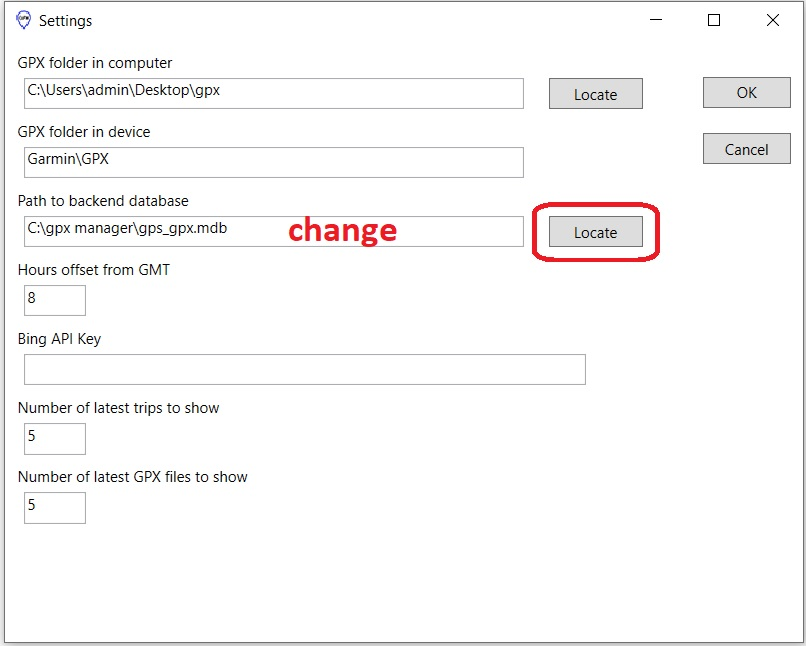 Settings
GPX folder in computer
C:\Users\admin\Desktop\gpx
Locate
OK
GPX folder in device
Garmin\GPX
Cancel
Path to backend database
C:\gpx manager\gps_gpx.mdb
change
Locate
Hours offset from GMT
8
Bing API Key
Number of latest trips to show
5
Number of latest GPX files to show
5